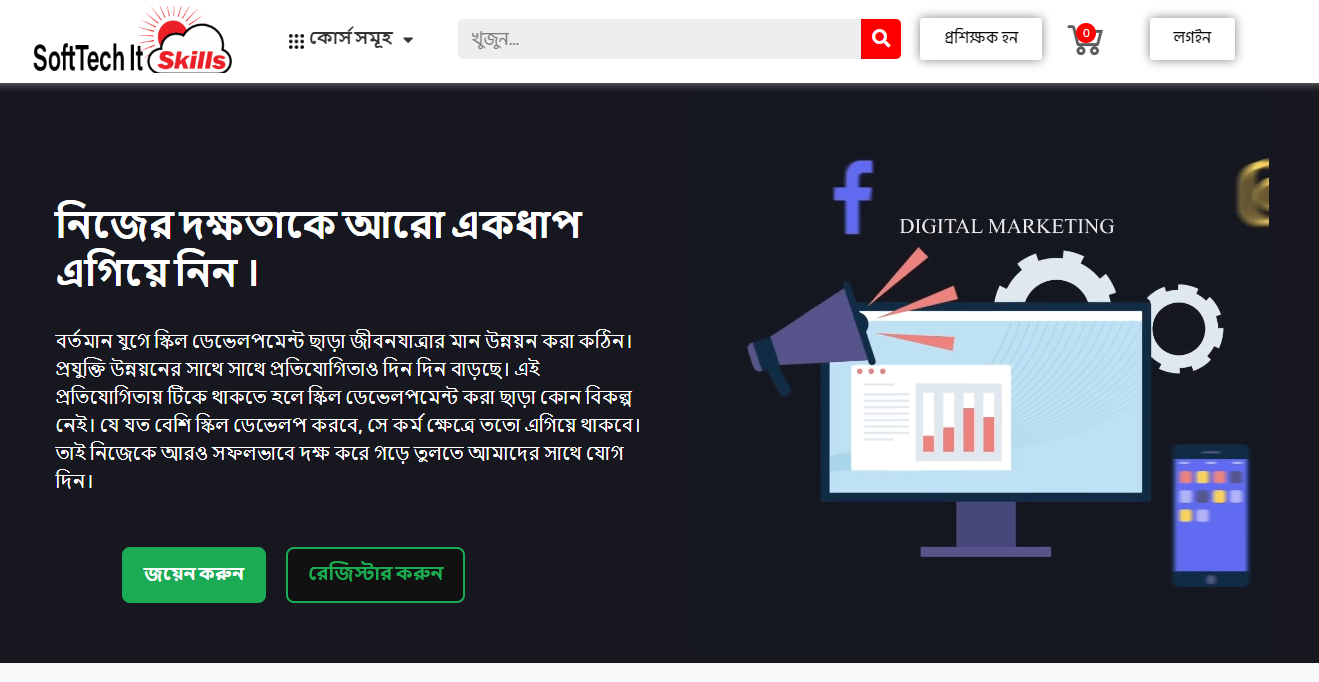 SoftTech It Skills
কোর্স সমূহ
খুজুন...
প্রশিক্ষক হন
0
লগইন
নিজের দক্ষতাকে আরো একধাপ
এগিয়ে নিন ।
বর্তমান যুগে স্কিল ডেভেলপমেন্ট ছাড়া জীবনযাত্রার মান উন্নয়ন করা কঠিন।
প্রযুক্তি উন্নয়নের সাথে সাথে প্রতিযোগিতাও দিন দিন বাড়ছে। এই
প্রতিযোগিতায় টিকে থাকতে হলে স্কিল ডেভেলপমেন্ট করা ছাড়া কোন বিকল্প
নেই। যে যত বেশি স্কিল ডেভেলপ করবে, সে কর্ম ক্ষেত্রে ততো এগিয়ে থাকবে।
তাই নিজেকে আরও সফলভাবে দক্ষ করে গড়ে তুলতে আমাদের সাথে যোগ
দিন।
জয়েন করুন
রেজিস্টার করুন
DIGITAL MARKETING